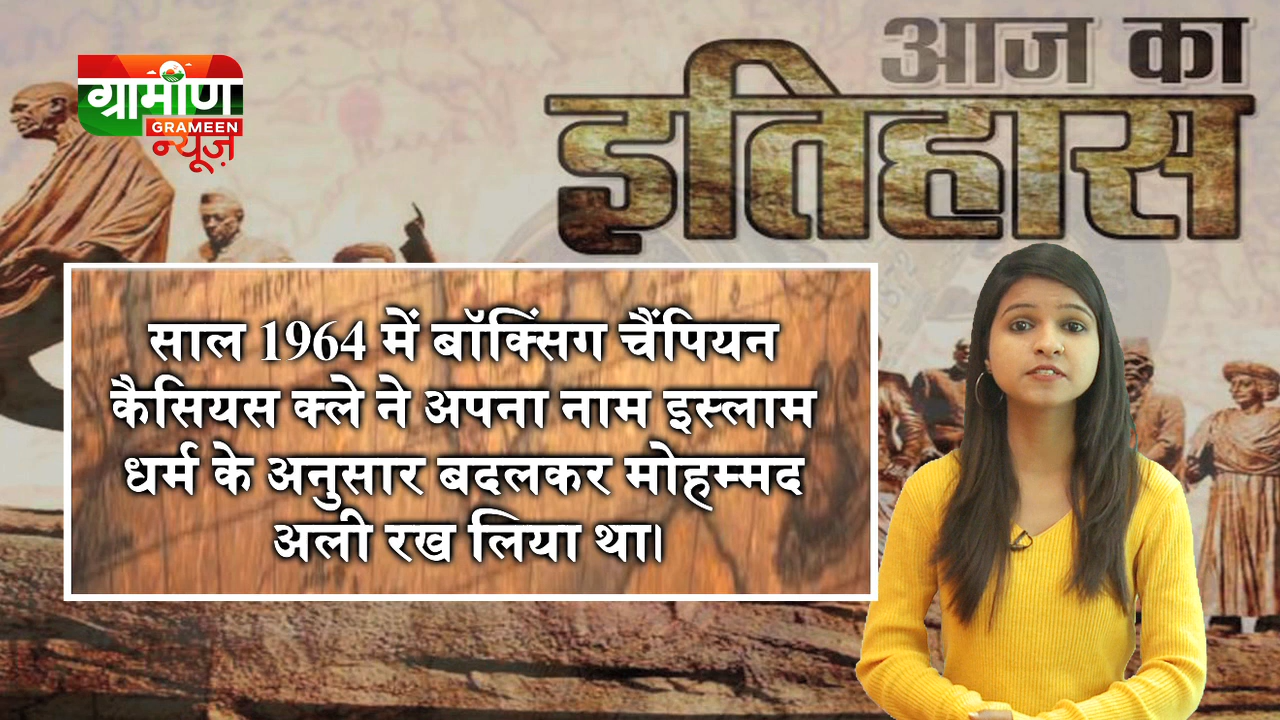 आज का
इतिहास
ग्रामीण
GRAMEEN
न्यूज़
साल 1964 में बॉक्सिंग चैंपियन
कैसियस क्ले ने अपना नाम इस्लाम
धर्म के अनुसार बदलकर मोहम्मद
अली रख लिया था।